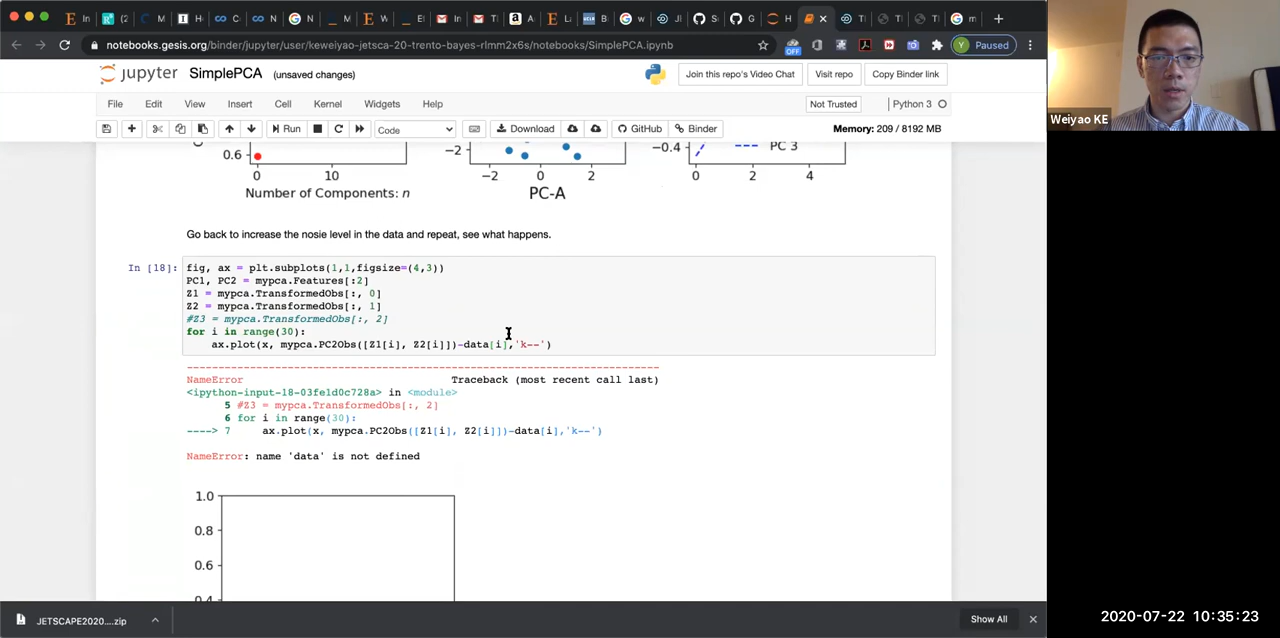 notebooks.gesis.org/binder/jupyter/user/keweiyao-jetsca-20-trento-bayes-rlmm2x6s/notebooks/SimplePCA.ipynb
OFF
Y Paused
jupyter SimplePCA (unsaved changes)
Join this repo's Video Chat
Visit repo
Copy Binder link
File Edit View Insert Cell Kernel Widgets Help
Not Trusted
Python 3
Run
Code
Download
GitHub
Binder
Memory: 209 / 8192 MB
Weiyao KE
0.6
−2
−0.4
PC 3
0 10
−2 0 2
0 2 4
Number of Components: n
PC-A
Go back to increase the nosie level in the data and repeat, see what happens.
In [18]:
fig, ax = plt.subplots(1,1,figsize=(4,3))
PC1, PC2 = mypca.Features[:2]
Z1 = mypca.TransformedObs[:, 0]
Z2 = mypca.TransformedObs[:, 1]
#Z3 = mypca.TransformedObs[:, 2]
for i in range(30):
ax.plot(x, mypca.PC2Obs([Z1[i], Z2[i]])-data[i],'k--')
---------------------------------------------------------------------------
NameError Traceback (most recent call last)
<ipython-input-18-03fe1d0c728a> in <module>
5 #Z3 = mypca.TransformedObs[:, 2]
6 for i in range(30):
----> 7 ax.plot(x, mypca.PC2Obs([Z1[i], Z2[i]])-data[i],'k--')
NameError: name 'data' is not defined
1.0
0.8
0.6
0.4
JETSCAPE2020....zip
Show All
2020-07-22 10:35:23